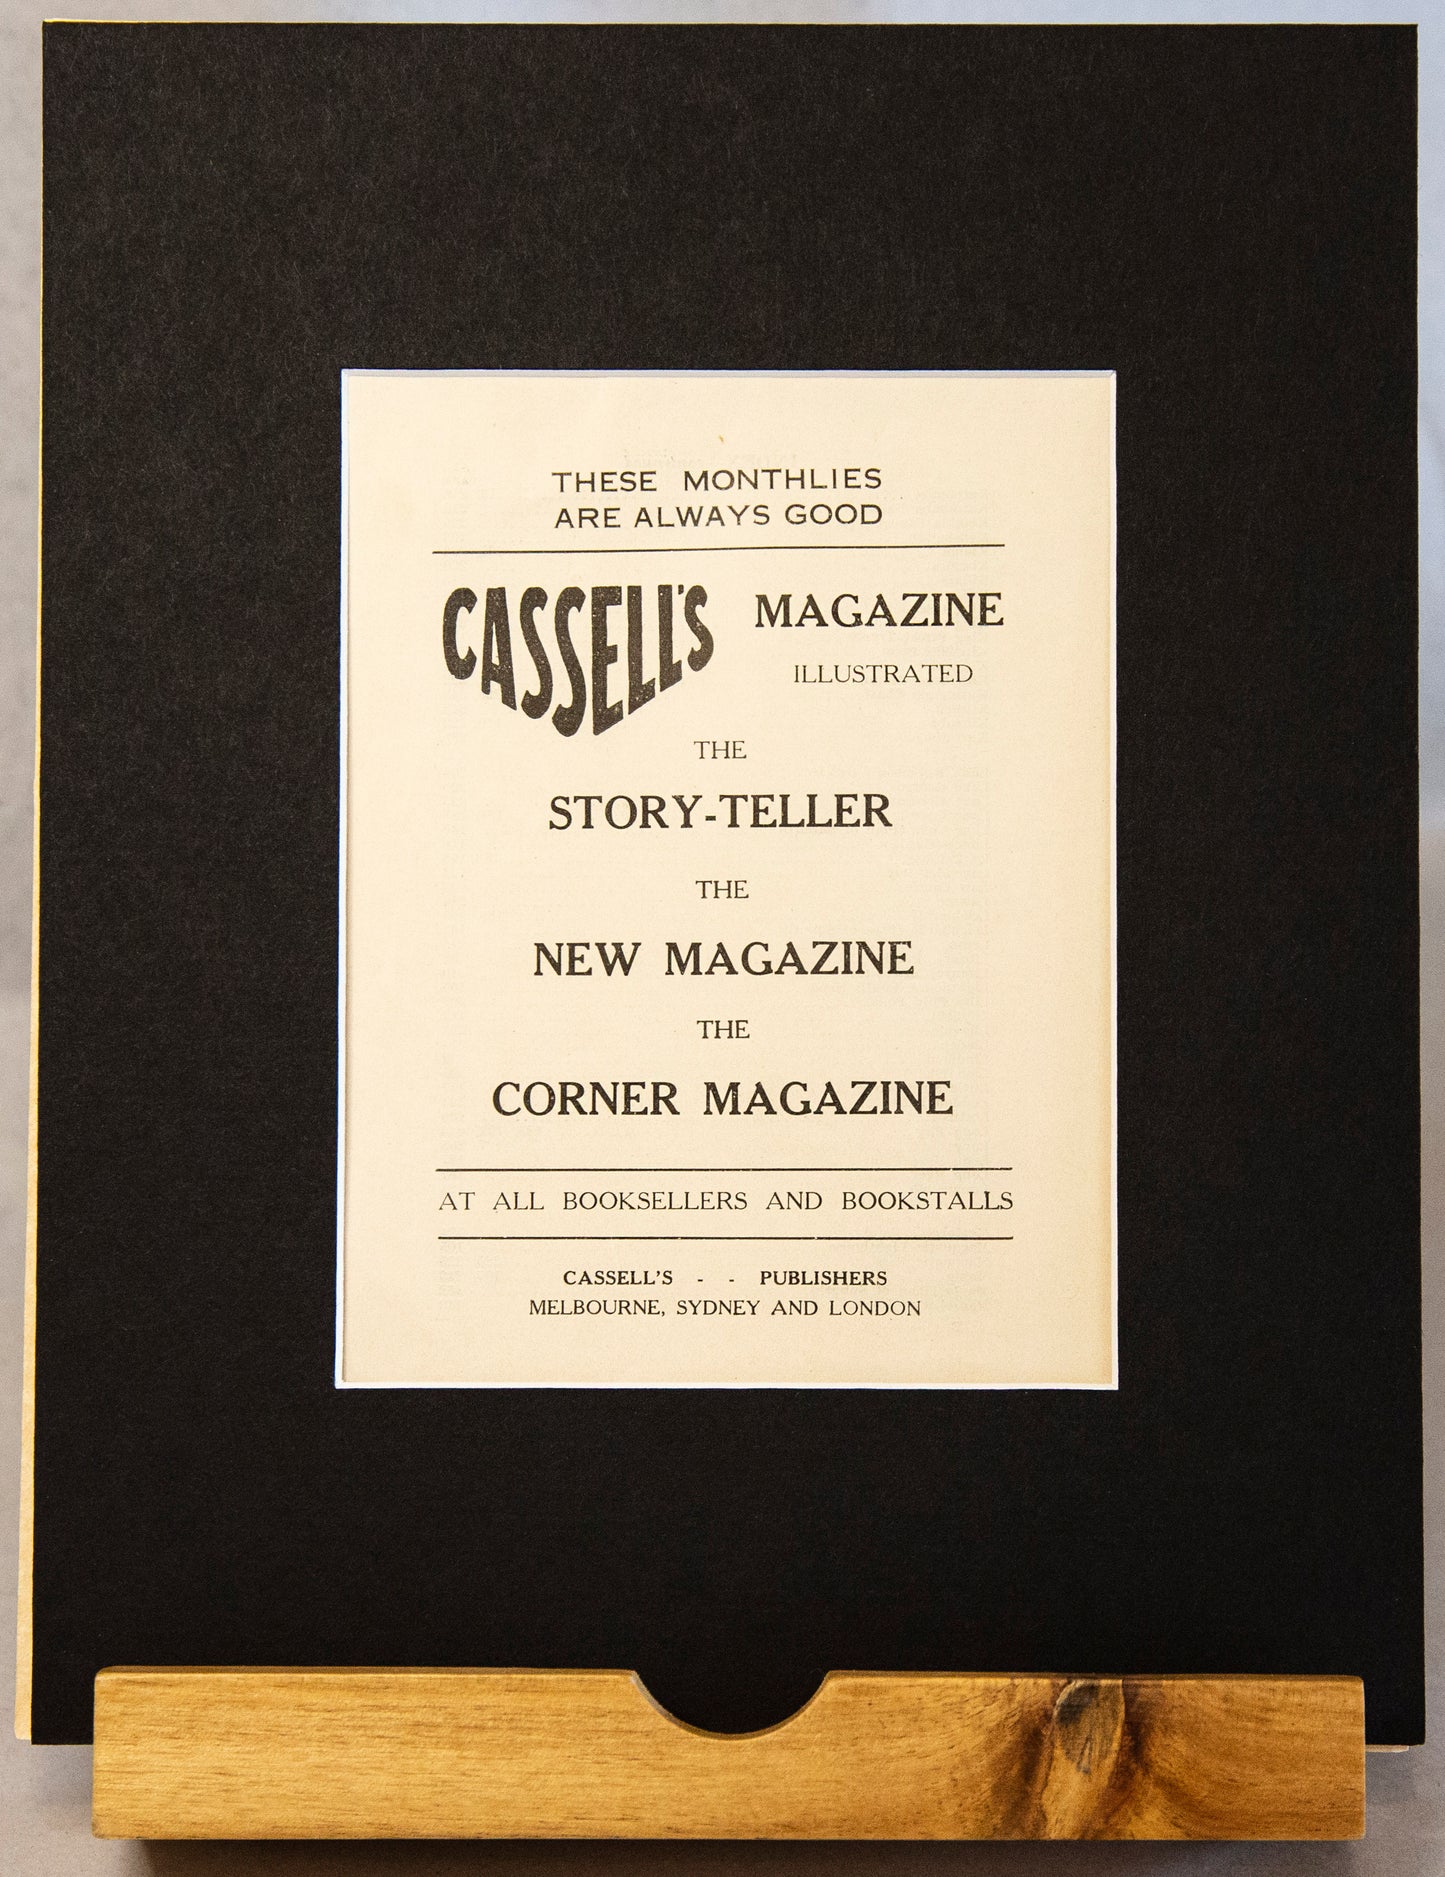 THESE MONTHLIES
ARE ALWAYS GOOD
CASSELL'S MAGAZINE
ILLUSTRATED
THE
STORY-TELLER
THE
NEW MAGAZINE
THE
CORNER MAGAZINE
AT ALL BOOKSELLERS AND BOOKSTALLS
CASSELL'S - - PUBLISHERS
MELBOURNE, SYDNEY AND LONDON